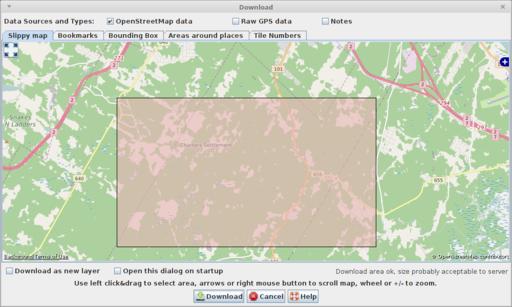 Download
Data Sources and Types: OpenStreetMap data Raw GPS data Notes
Slippy map Bookmarks Bounding Box Areas around places Tile Numbers
101
2
640
655
Background Terms of Use
© OpenStreetMap contributors
Download as new layer Open this dialog on startup Download area ok, size probably acceptable to server
Use left click&drag to select area, arrows or right mouse button to scroll map, wheel or +/- to zoom.
Download Cancel Help